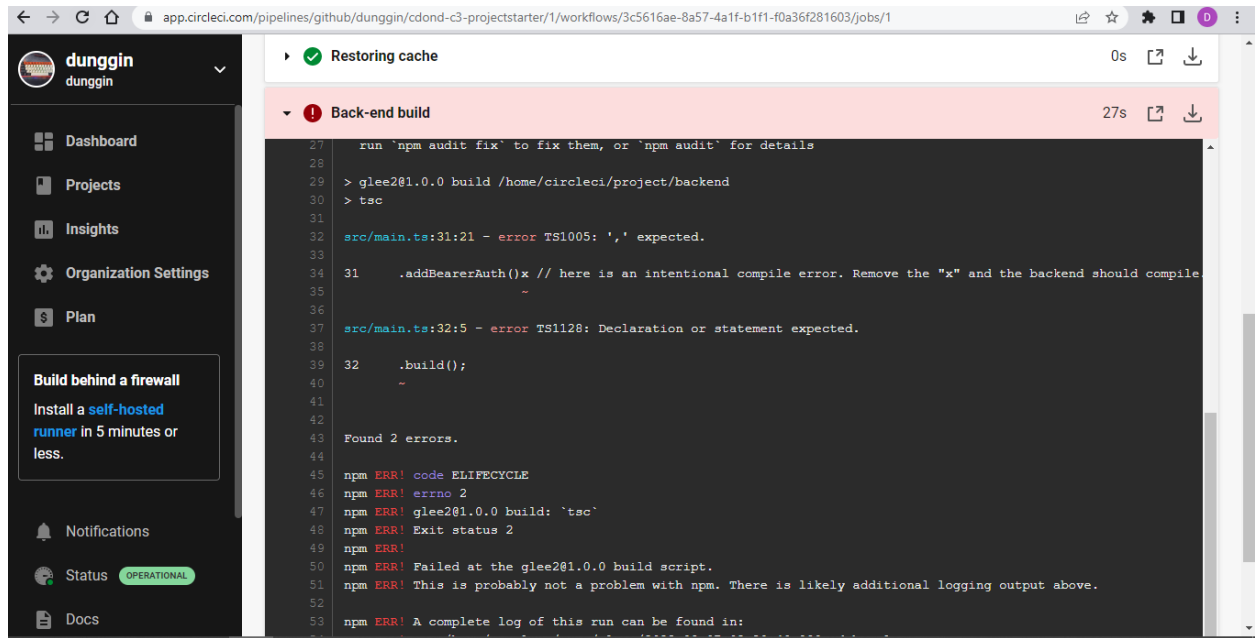 app.circleci.com/pipelines/github/dunggin/cdond-c3-projectstarter/1/workflows/3c5616ae-8a57-4a1f-b1f1-f0a36f281603/jobs/1
D
dunggin
dunggin
Dashboard
Projects
Insights
Organization Settings
Plan
Build behind a firewall
Install a self-hosted
runner in 5 minutes or
less.
Notifications
Status OPERATIONAL
Docs
Restoring cache 0s
Back-end build 27s
27 run `npm audit fix` to fix them, or `npm audit` for details
28
29 > glee2@1.0.0 build /home/circleci/project/backend
30 > tsc
31
32 src/main.ts:31:21 - error TS1005: ',' expected.
33
34 31 .addBearerAuth()x // here is an intentional compile error. Remove the "x" and the backend should compile.
35 ~
36
37 src/main.ts:32:5 - error TS1128: Declaration or statement expected.
38
39 32 .build();
40 ~
41
42
43 Found 2 errors.
44
45 npm ERR! code ELIFECYCLE
46 npm ERR! errno 2
47 npm ERR! glee2@1.0.0 build: `tsc`
48 npm ERR! Exit status 2
49 npm ERR!
50 npm ERR! Failed at the glee2@1.0.0 build script.
51 npm ERR! This is probably not a problem with npm. There is likely additional logging output above.
52
53 npm ERR! A complete log of this run can be found in: